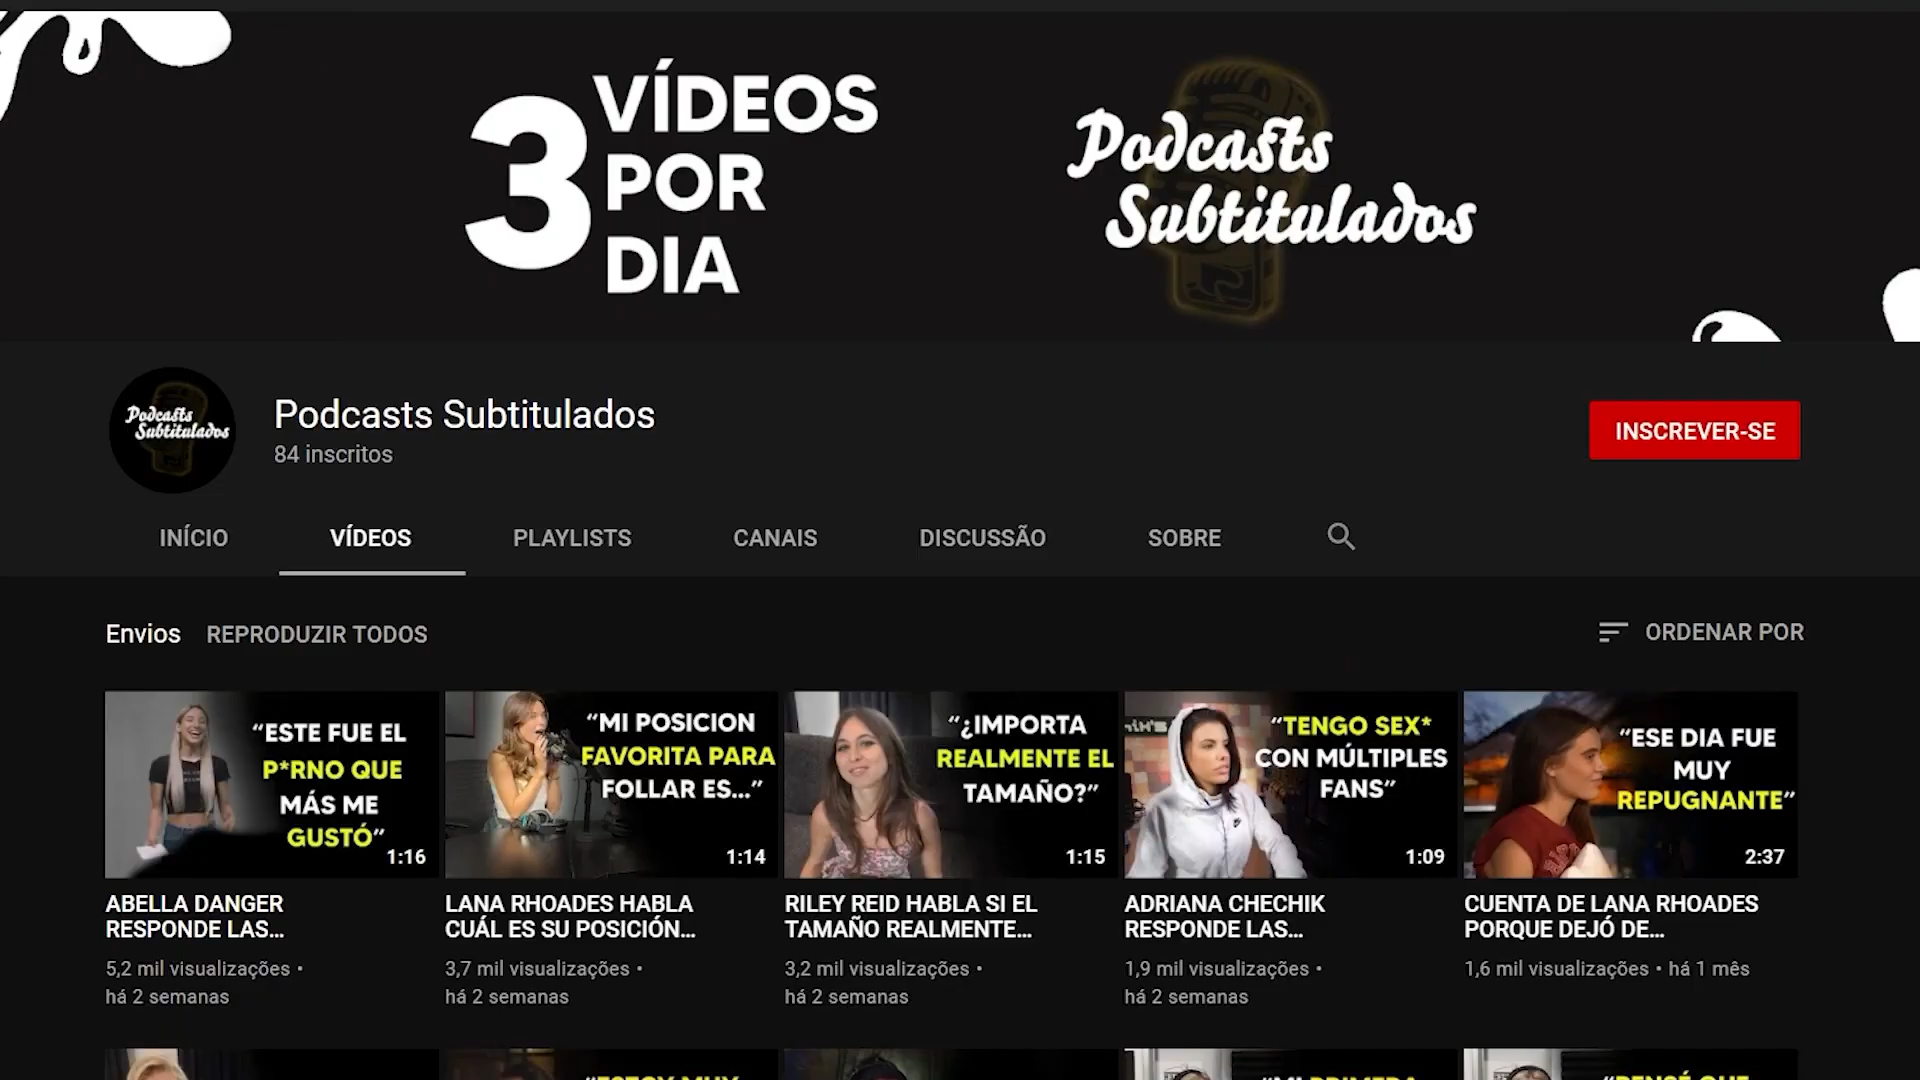 3 VÍDEOS
POR
DIA
Podcasts
Subtitulados
Podcasts
Subtitulados
Podcasts Subtitulados
84 inscritos
INSCREVER-SE
INÍCIO
VÍDEOS
PLAYLISTS
CANAIS
DISCUSSÃO
SOBRE
Envios
REPRODUZIR TODOS
ORDENAR POR
“ESTE FUE EL
P*RNO QUE
MÁS ME
GUSTÓ”
1:16
ABELLA DANGER
RESPONDE LAS...
5,2 mil visualizações •
há 2 semanas
“MI POSICION
FAVORITA PARA
FOLLAR ES...”
1:14
LANA RHOADES HABLA
CUÁL ES SU POSICIÓN...
3,7 mil visualizações •
há 2 semanas
“¿IMPORTA
REALMENTE EL
TAMAÑO?”
1:15
RILEY REID HABLA SI EL
TAMAÑO REALMENTE...
3,2 mil visualizações •
há 2 semanas
“TENGO SEX*
CON MÚLTIPLES
FANS”
1:09
ADRIANA CHECHIK
RESPONDE LAS...
1,9 mil visualizações •
há 2 semanas
“ESE DIA FUE
MUY
REPUGNANTE”
2:37
CUENTA DE LANA RHOADES
PORQUE DEJÓ DE...
1,6 mil visualizações • há 1 mês
“ESTOY MUY
“MI PRIMERA
“PENSÉ QUE